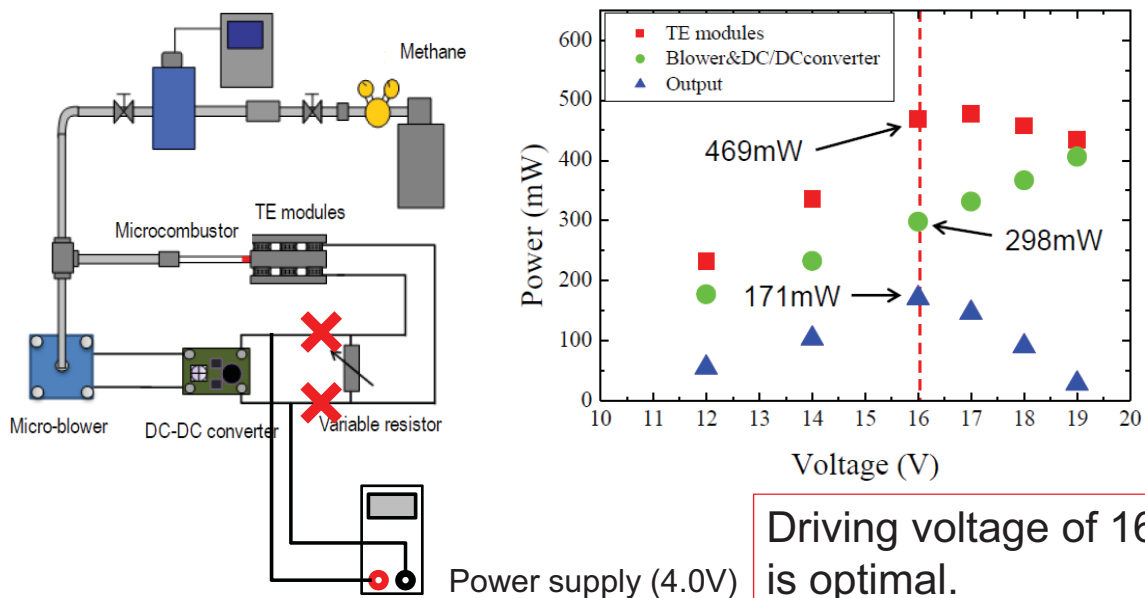 Methane
TE modules
Microcombustor
Micro-blower
DC-DC converter
Variable resistor
Power supply (4.0V)
TE modules
Blower&DC/DCconverter
Output
600
500
400
300
200
100
0
Power (mW)
469mW
298mW
171mW
10 11 12 13 14 15 16 17 18 19 20
Voltage (V)
Driving voltage of 16
is optimal.